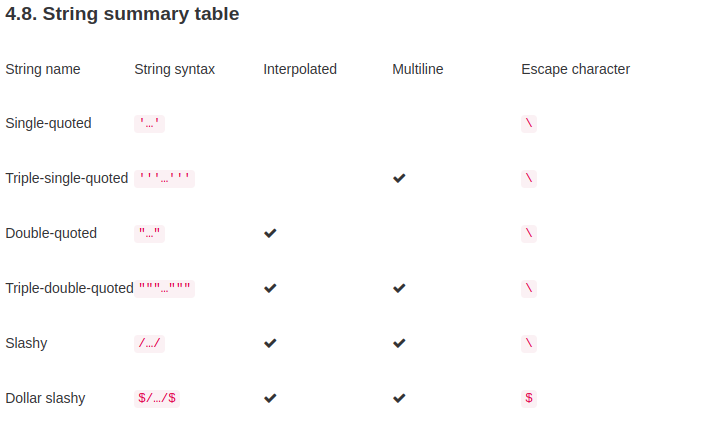 4.8. String summary table
String name String syntax Interpolated Multiline Escape character
Single-quoted '…' \
Triple-single-quoted '''…''' ✔ \
Double-quoted "…" ✔ \
Triple-double-quoted """…""" ✔ ✔ \
Slashy /…/ ✔ ✔ \
Dollar slashy $/…/$ ✔ ✔ $